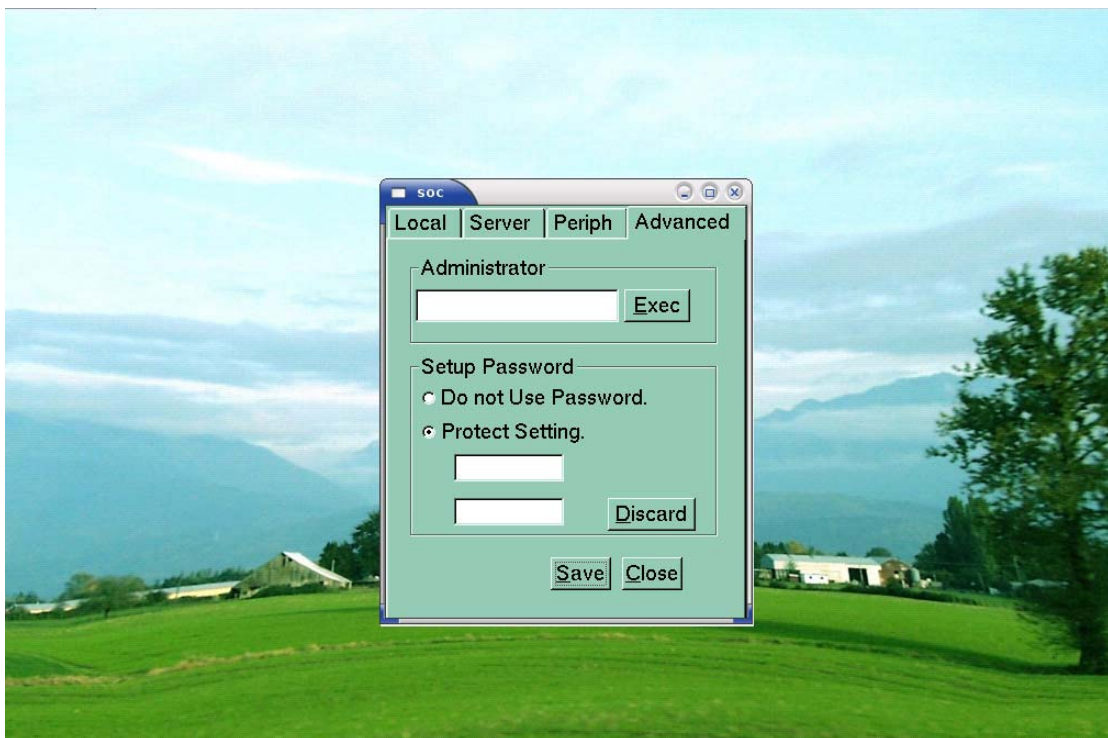 soc
Local Server Periph Advanced
Administrator
Exec
Setup Password
Do not Use Password.
Protect Setting.
Discard
Save Close